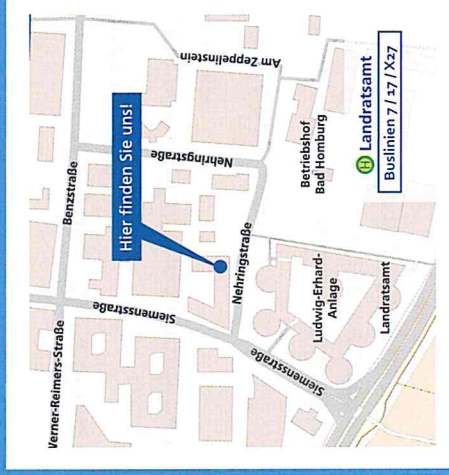 Verner-Reimers-Straße
Benzstraße
Am Zeppelinstein
Siemensstraße
Hier finden Sie uns!
Nehringstraße
Nehringstraße
Siemensstraße
Ludwig-Erhard-
Anlage
Landratsamt
Betriebshof
Bad Homburg
H Landratsamt
Buslinien 7 / 17 / X27